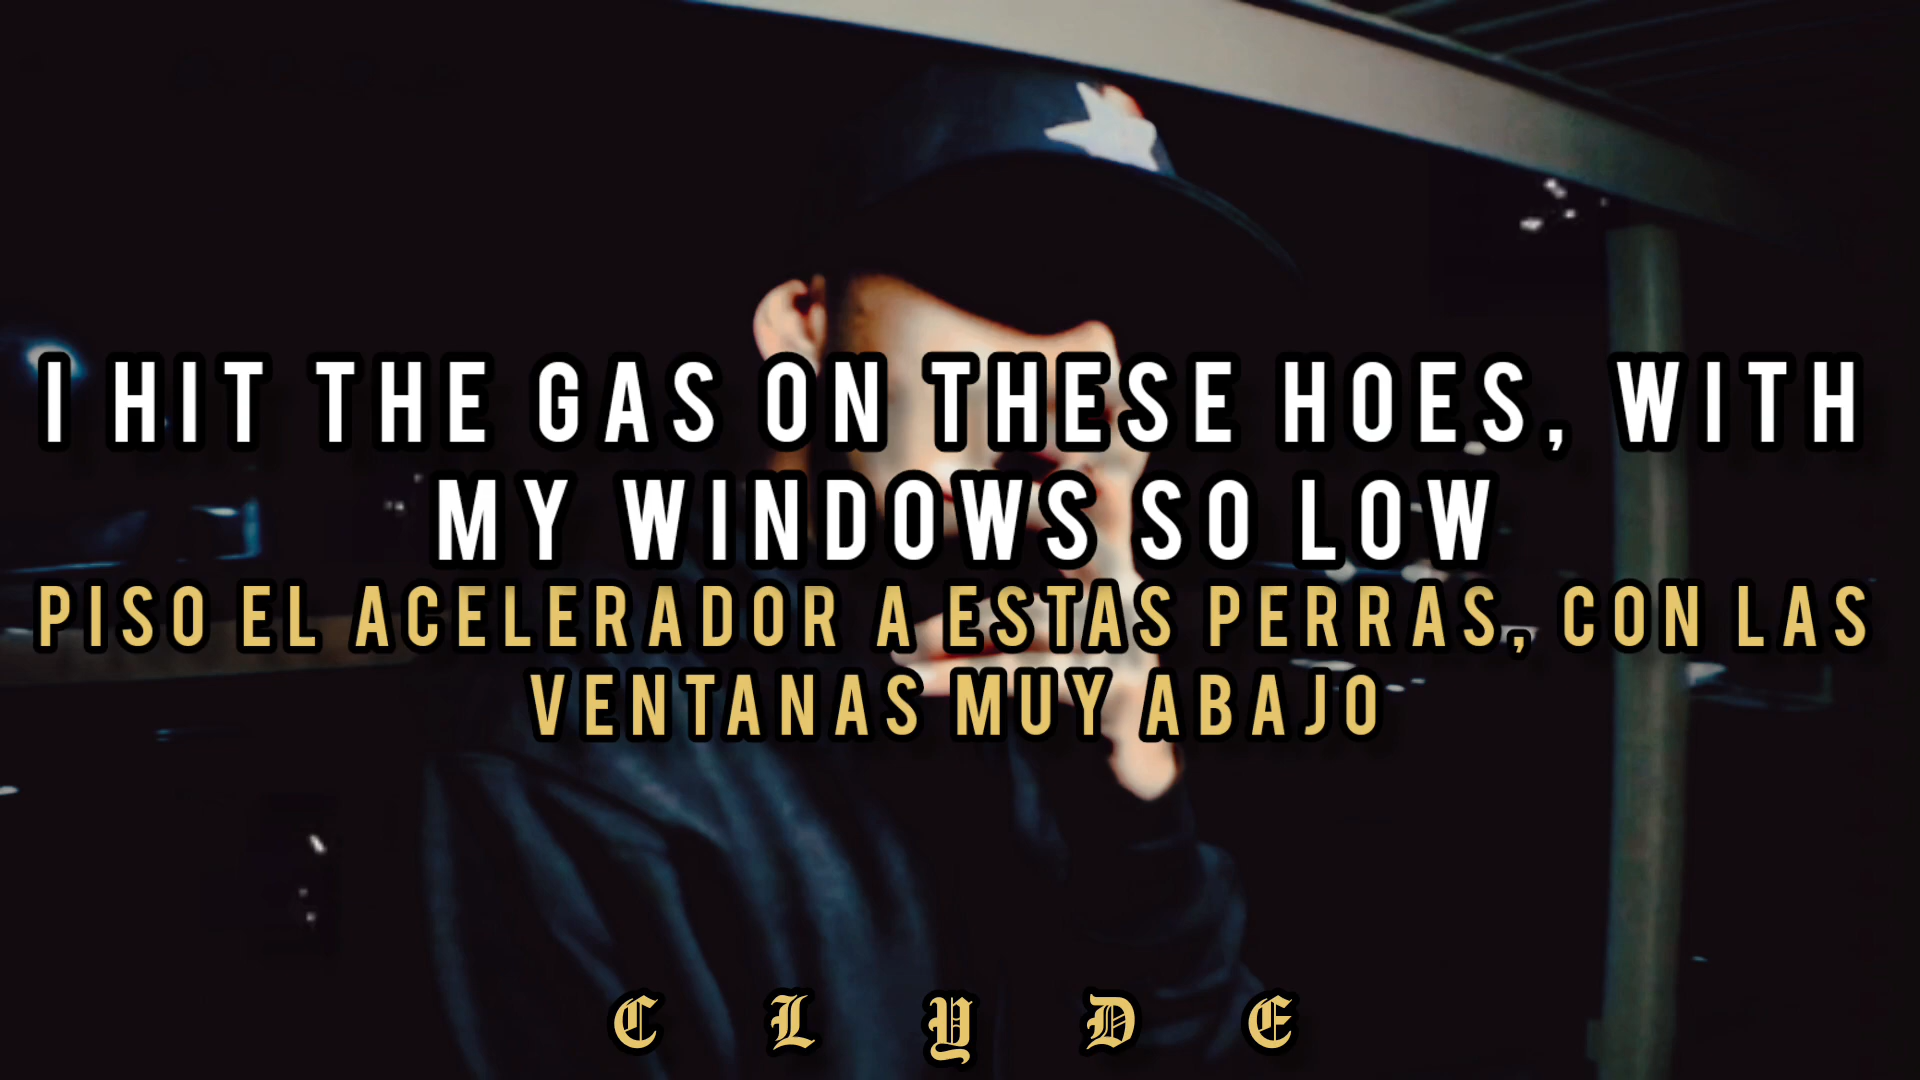 I HIT THE GAS ON THESE HOES, WITH
MY WINDOWS SO LOW
PISO EL ACELERADOR A ESTAS PERRAS, CON LAS
VENTANAS MUY ABAJO
CLYDE